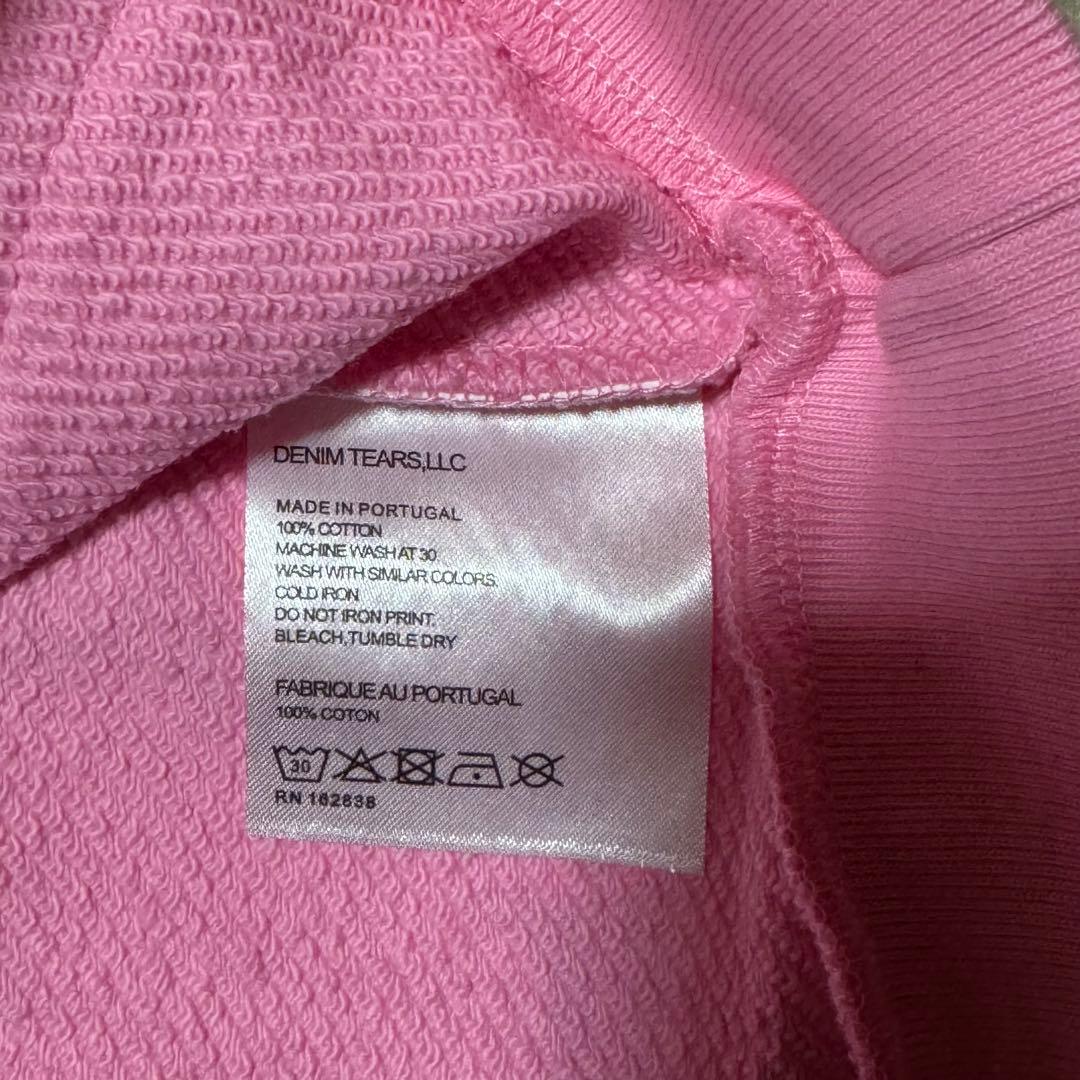 DENIM TEARS,LLC
MADE IN PORTUGAL
100% COTTON
MACHINE WASH AT 30
WASH WITH SIMILAR COLORS.
COLD IRON
DO NOT IRON PRINT.
BLEACH,TUMBLE DRY
FABRIQUE AU PORTUGAL
100% COTON
30
RN 162838